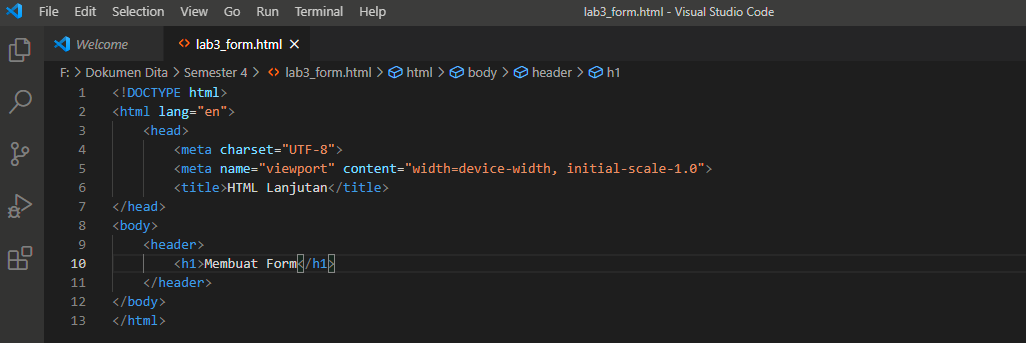 File Edit Selection View Go Run Terminal Help lab3_form.html - Visual Studio Code
Welcome lab3_form.html ×
F: > Dokumen Dita > Semester 4 > lab3_form.html > html > body > header > h1
1 <!DOCTYPE html>
2 <html lang="en">
3 <head>
4 <meta charset="UTF-8">
5 <meta name="viewport" content="width=device-width, initial-scale-1.0">
6 <title>HTML Lanjutan</title>
7 </head>
8 <body>
9 <header>
10 <h1>Membuat Form</h1>
11 </header>
12 </body>
13 </html>